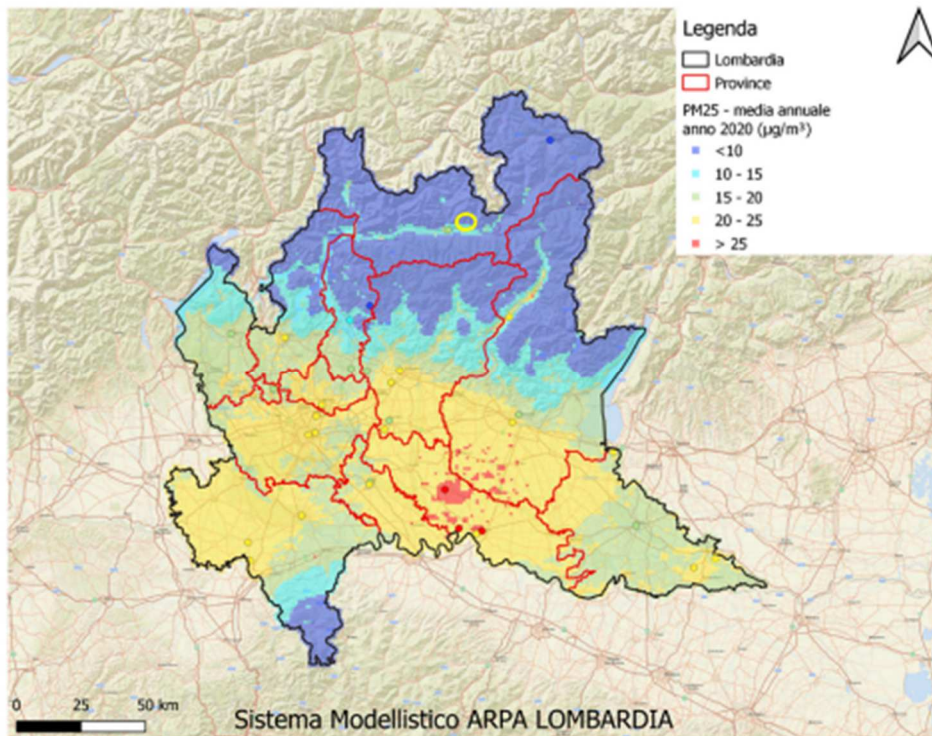 Legenda
Lombardia
Province
PM25 - media annuale
anno 2020 (µg/m³)
<10
10 - 15
15 - 20
20 - 25
> 25
0 25 50 km
Sistema Modellistico ARPA LOMBARDIA